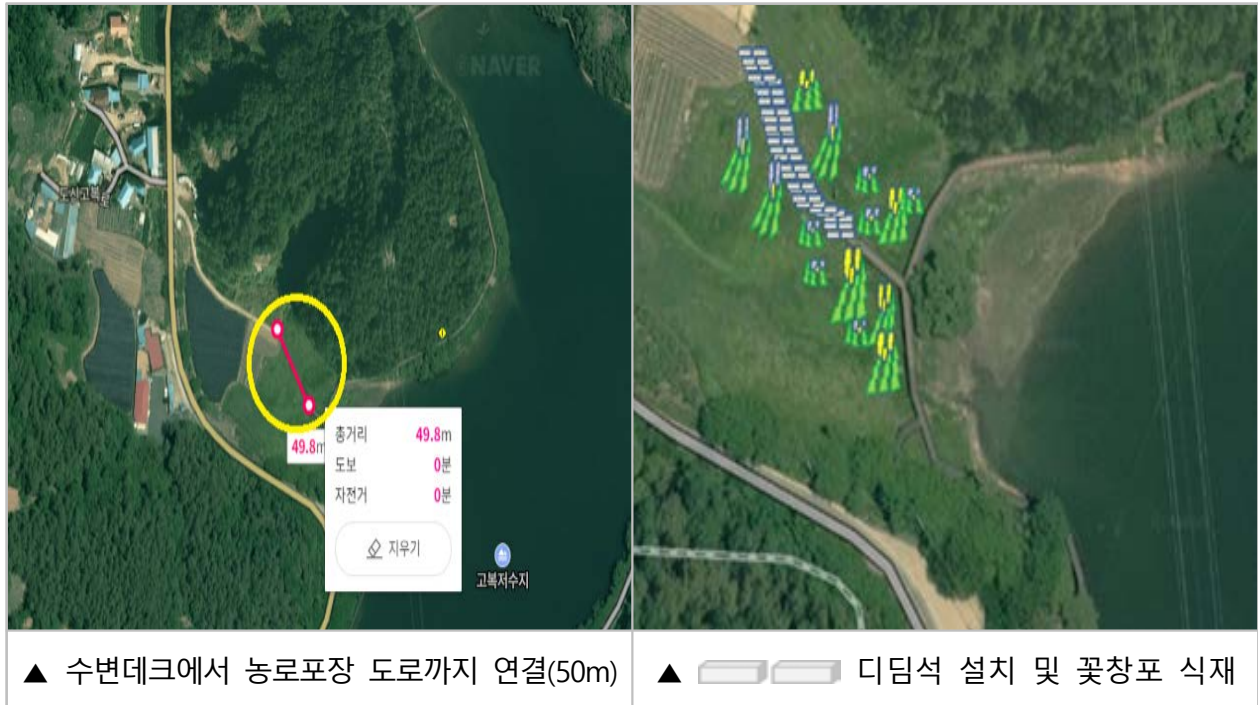 NAVER
도신고복
49.8m
총거리 49.8m
도보 0분
자전거 0분
지우기
고복저수지
▲ 수변데크에서 농로포장 도로까지 연결(50m)
▲ 디딤석 설치 및 꽃창포 식재